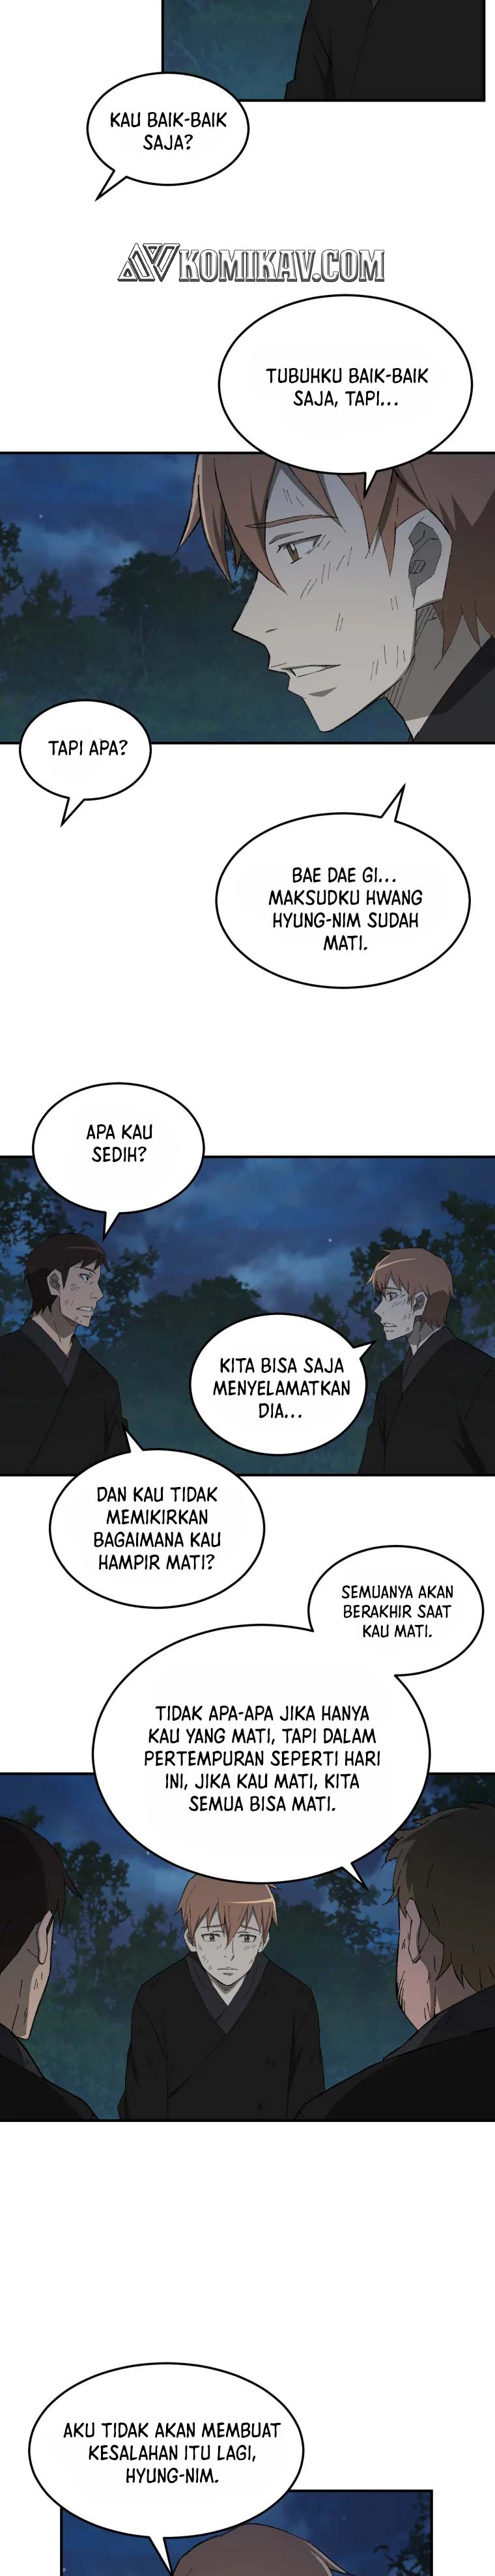 KAU BAIK-BAIK
SAJA?
KOMIKAV.COM
TUBUHKU BAIK-BAIK
SAJA, TAPI...
TAPI APA?
BAE DAE GI...
MAKSUDKU HWANG
HYUNG-NIM SUDAH
MATI.
APA KAU
SEDIH?
KITA BISA SAJA
MENYELAMATKAN
DIA...
DAN KAU TIDAK
MEMIKIRKAN
BAGAIMANA KAU
HAMPIR MATI?
SEMUANYA AKAN
BERAKHIR SAAT
KAU MATI.
TIDAK APA-APA JIKA HANYA
KAU YANG MATI, TAPI DALAM
PERTEMPURAN SEPERTI HARI
INI, JIKA KAU MATI, KITA
SEMUA BISA MATI.
AKU TIDAK AKAN MEMBUAT
KESALAHAN ITU LAGI,
HYUNG-NIM.